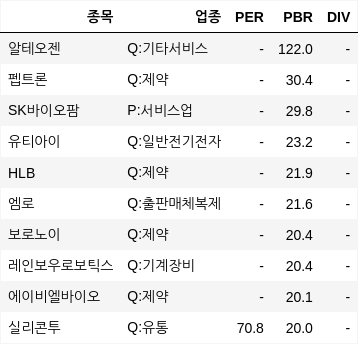 종목 업종 PER PBR DIV
알테오젠 Q:기타서비스 - 122.0 -
펩트론 Q:제약 - 30.4 -
SK바이오팜 P:서비스업 - 29.8 -
유티아이 Q:일반전기전자 - 23.2 -
HLB Q:제약 - 21.9 -
엠로 Q:출판매체복제 - 21.6 -
보로노이 Q:제약 - 20.4 -
레인보우로보틱스 Q:기계장비 - 20.4 -
에이비엘바이오 Q:제약 - 20.1 -
실리콘투 Q:유통 70.8 20.0 -